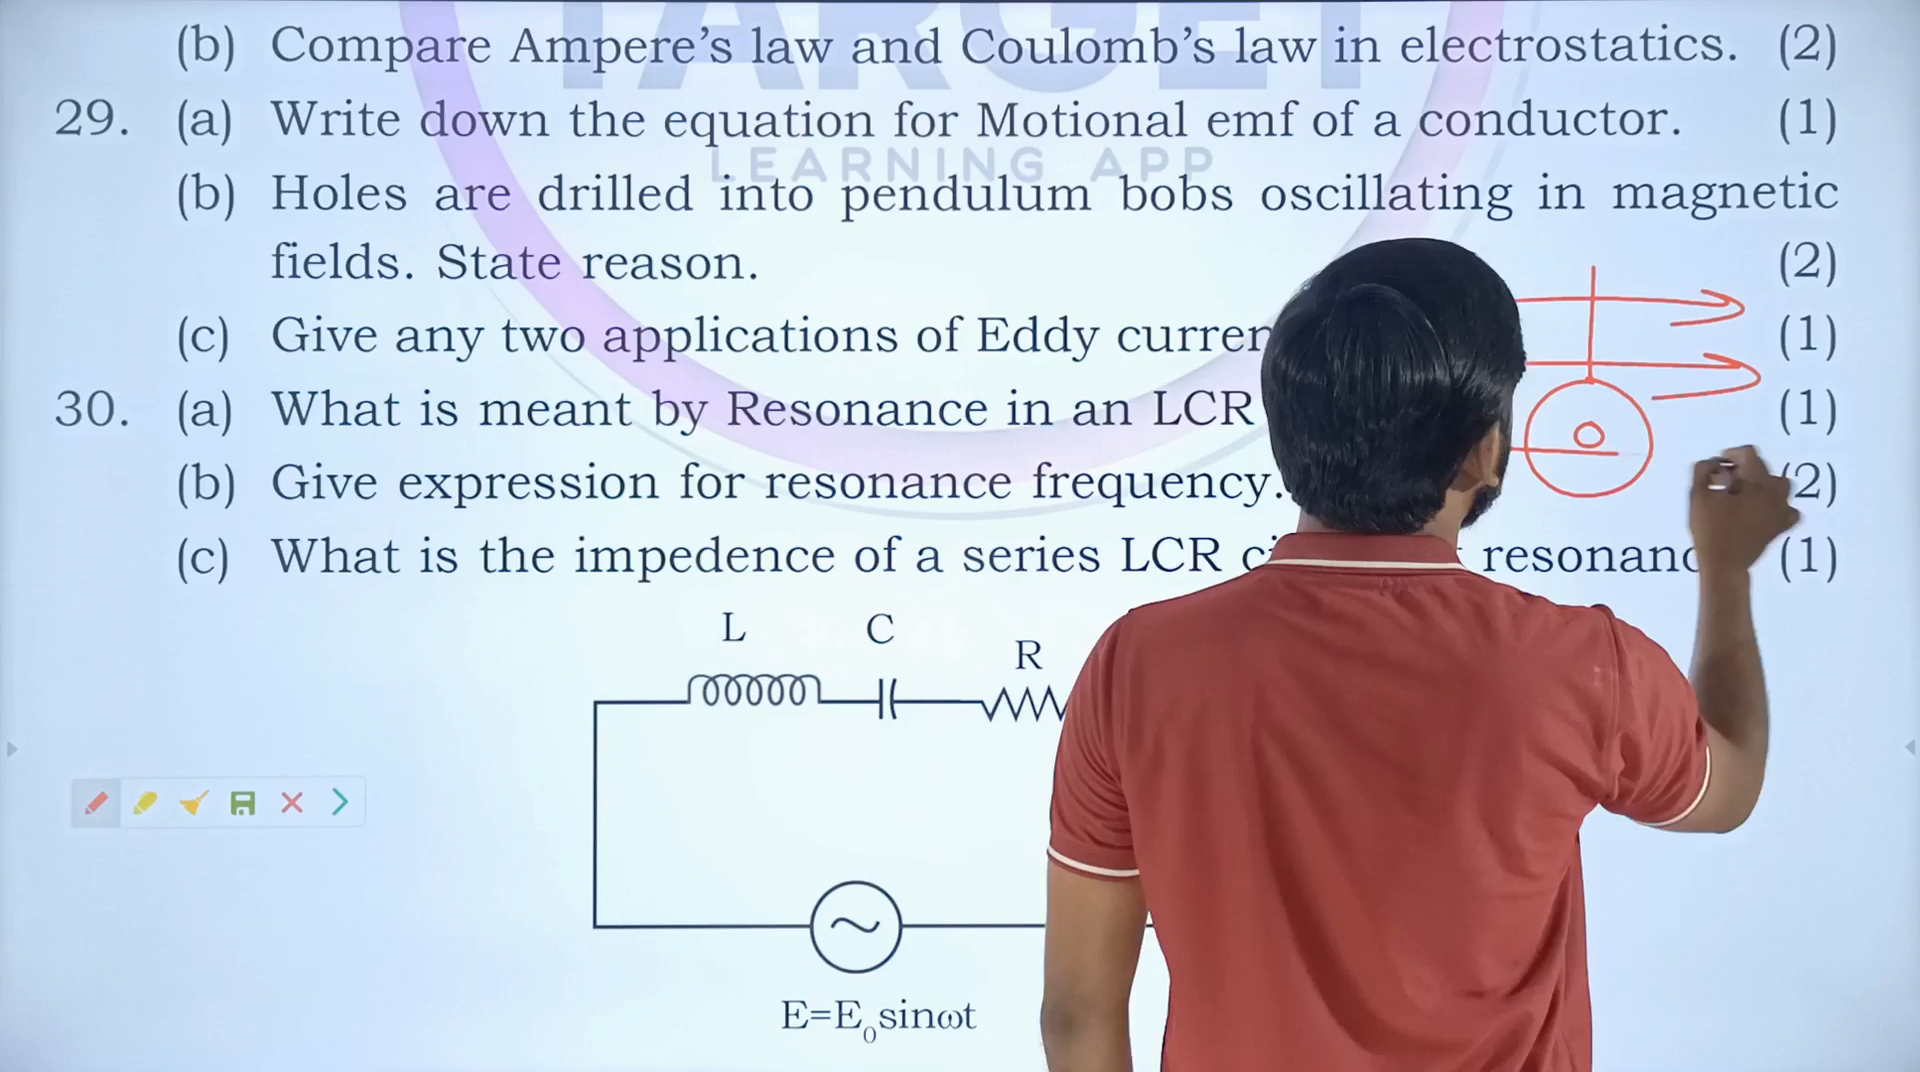 TARGET
(b) Compare Ampere's law and Coulomb's law in electrostatics. (2)
29. (a) Write down the equation for Motional emf of a conductor. (1)
LEARNING APP
(b) Holes are drilled into pendulum bobs oscillating in magnetic
fields. State reason. (2)
(c) Give any two applications of Eddy (1)
30. (a) What is meant by Resonance in an LCR (1)
(b) Give expression for resonance frequency. (2)
(c) What is the impedence of a series LCR (1)
L C
R
E=E₀sinωt